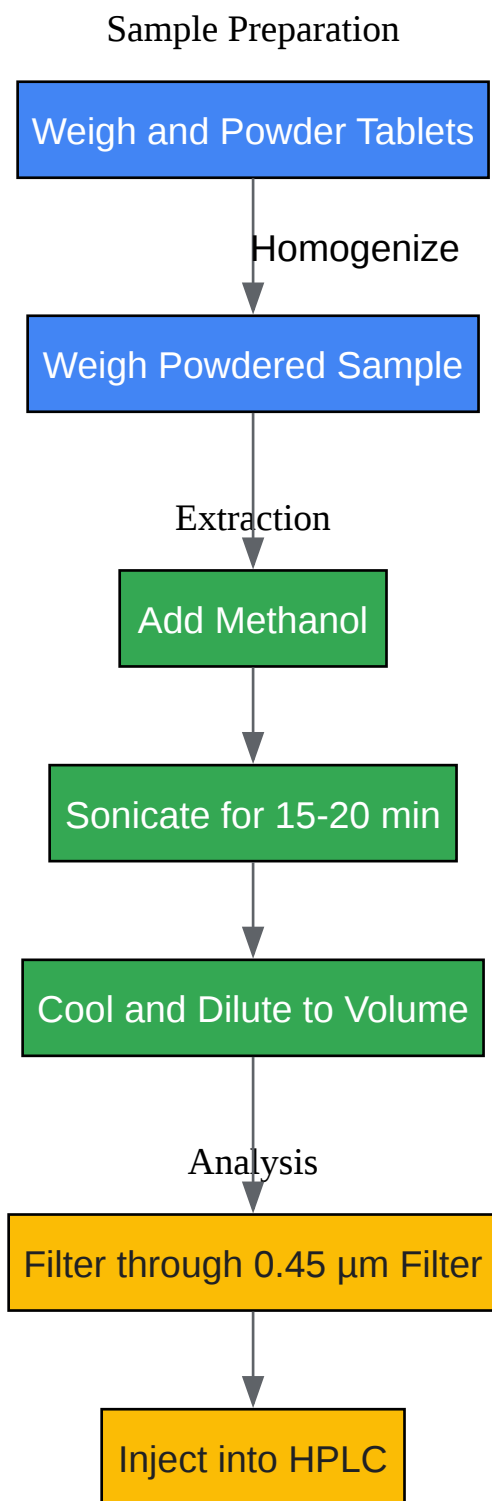 Sample Preparation
Weigh and Powder Tablets
Homogenize
Weigh Powdered Sample
Extraction
Add Methanol
Sonicate for 15-20 min
Cool and Dilute to Volume
Analysis
Filter through 0.45 µm Filter
Inject into HPLC